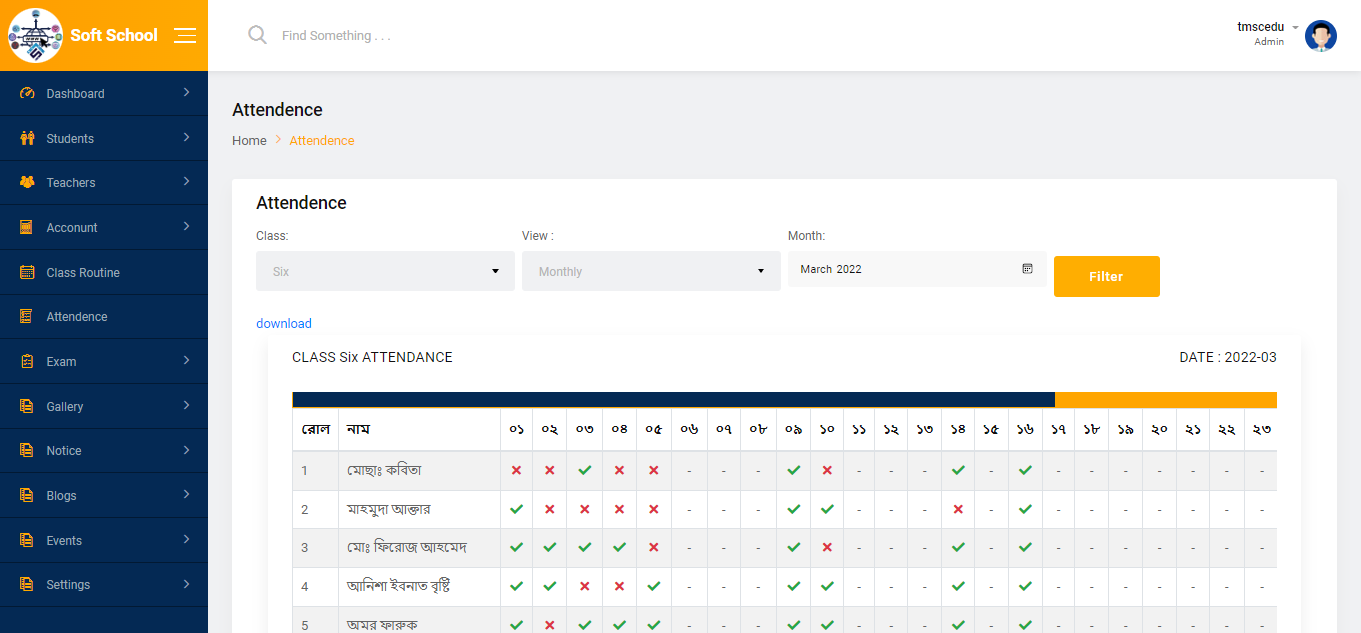 Soft School
Find Something . . .
tmscedu
Admin
Dashboard
Students
Teachers
Acconunt
Class Routine
Attendence
Exam
Gallery
Notice
Blogs
Events
Settings
Attendence
Home > Attendence
Attendence
Class: View : Month:
Six Monthly March 2022 Filter
download
CLASS Six ATTENDANCE DATE : 2022-03
রোল নাম ০১ ০২ ০৩ ০৪ ০৫ ০৬ ০৭ ০৮ ০৯ ১০ ১১ ১২ ১৩ ১৪ ১৫ ১৬ ১৭ ১৮ ১৯ ২০ ২১ ২২ ২৩
1 মোছাঃ কবিতা ✕ ✕ ✓ ✕ ✕ - - - ✓ ✕ - - - ✓ - ✓ - - - - - - -
2 মাহমুদা আক্তার ✓ ✕ ✕ ✕ ✕ - - - ✓ ✓ - - - ✕ - ✓ - - - - - - -
3 মোঃ ফিরোজ আহমেদ ✓ ✓ ✓ ✓ ✕ - - - ✓ ✕ - - - ✓ - ✓ - - - - - - -
4 আনিশা ইবনাত বৃষ্টি ✓ ✓ ✕ ✕ ✓ - - - ✓ ✓ - - - ✓ - ✓ - - - - - - -
5 অমর ফারুক ✓ ✕ ✓ ✓ ✓ - - - ✓ ✓ - - - ✓ - ✓ - - - - - - -